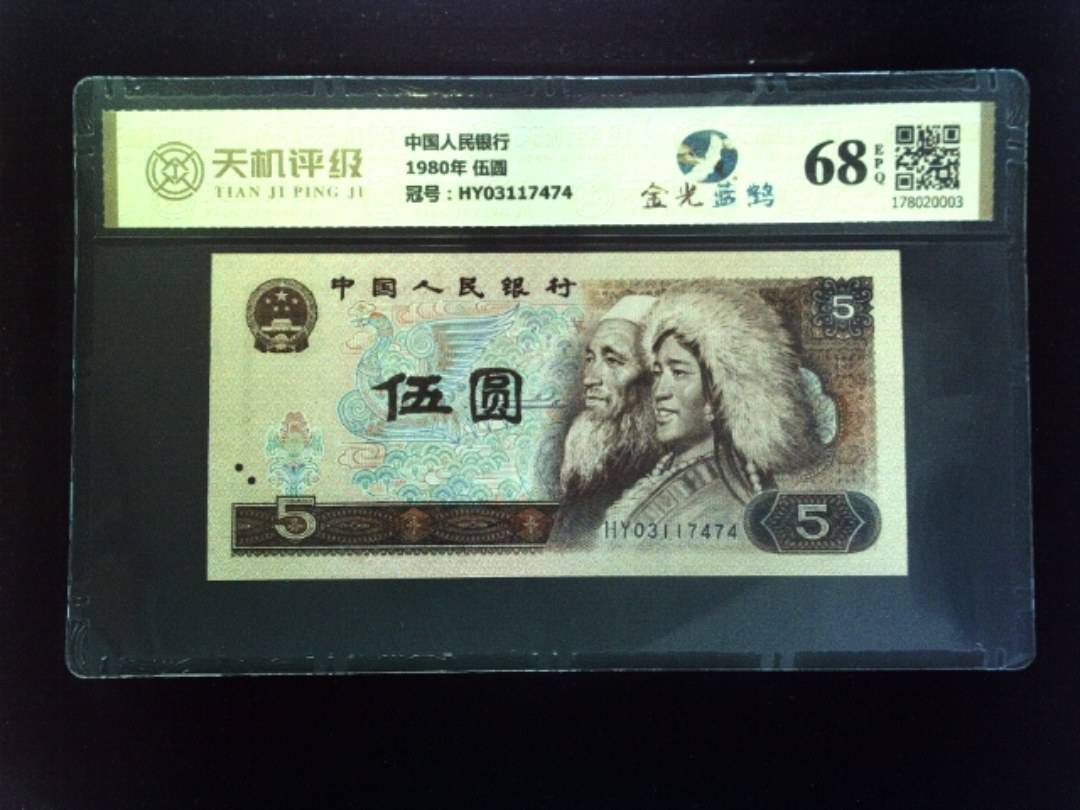 天机评级
TIAN JI PING JI
中国人民银行
1980年 伍圆
冠号：HY03117474
金光蓝鹤
68
EPQ
178020003
中国人民银行
5
伍圆
5
HY03117474
5